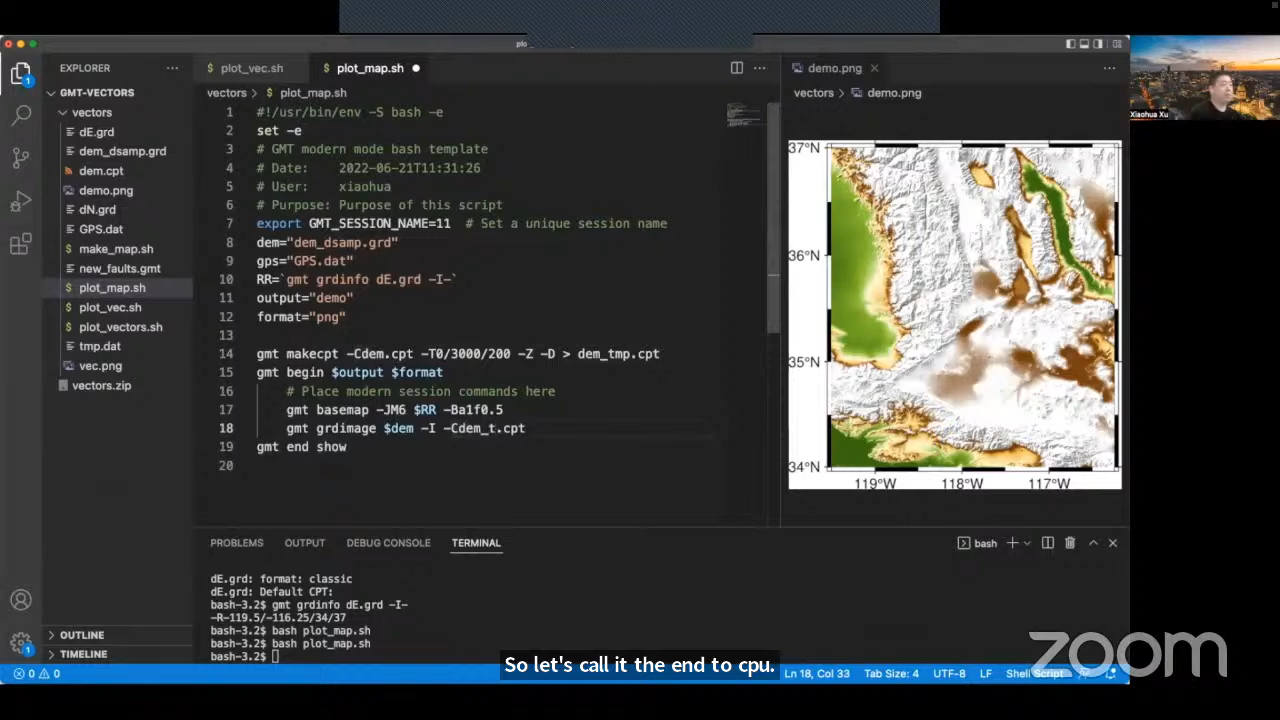 plo
EXPLORER
GMT-VECTORS
vectors
dE.grd
dem_dsamp.grd
dem.cpt
demo.png
dN.grd
GPS.dat
make_map.sh
new_faults.gmt
plot_map.sh
plot_vec.sh
plot_vectors.sh
tmp.dat
vec.png
vectors.zip
OUTLINE
TIMELINE
plot_vec.sh
plot_map.sh
vectors > plot_map.sh
1 #!/usr/bin/env -S bash -e
2 set -e
3 # GMT modern mode bash template
4 # Date: 2022-06-21T11:31:26
5 # User: xiaohua
6 # Purpose: Purpose of this script
7 export GMT_SESSION_NAME=11 # Set a unique session name
8 dem="dem_dsamp.grd"
9 gps="GPS.dat"
10 RR=`gmt grdinfo dE.grd -I-`
11 output="demo"
12 format="png"
13
14 gmt makecpt -Cdem.cpt -T0/3000/200 -Z -D > dem_tmp.cpt
15 gmt begin $output $format
16 # Place modern session commands here
17 gmt basemap -JM6 $RR -Ba1f0.5
18 gmt grdimage $dem -I -Cdem_t.cpt
19 gmt end show
20
demo.png
vectors > demo.png
37°N
36°N
35°N
34°N
119°W 118°W 117°W
Xiaohua Xu
PROBLEMS OUTPUT DEBUG CONSOLE TERMINAL
bash
dE.grd: format: classic
dE.grd: Default CPT:
bash-3.2$ gmt grdinfo dE.grd -I-
-R-119.5/-116.25/34/37
bash-3.2$ bash plot_map.sh
bash-3.2$ bash plot_map.sh
bash-3.2$
So let's call it the end to cpu.
0 0
Ln 18, Col 33 Tab Size: 4 UTF-8 LF Shell Script
zoom